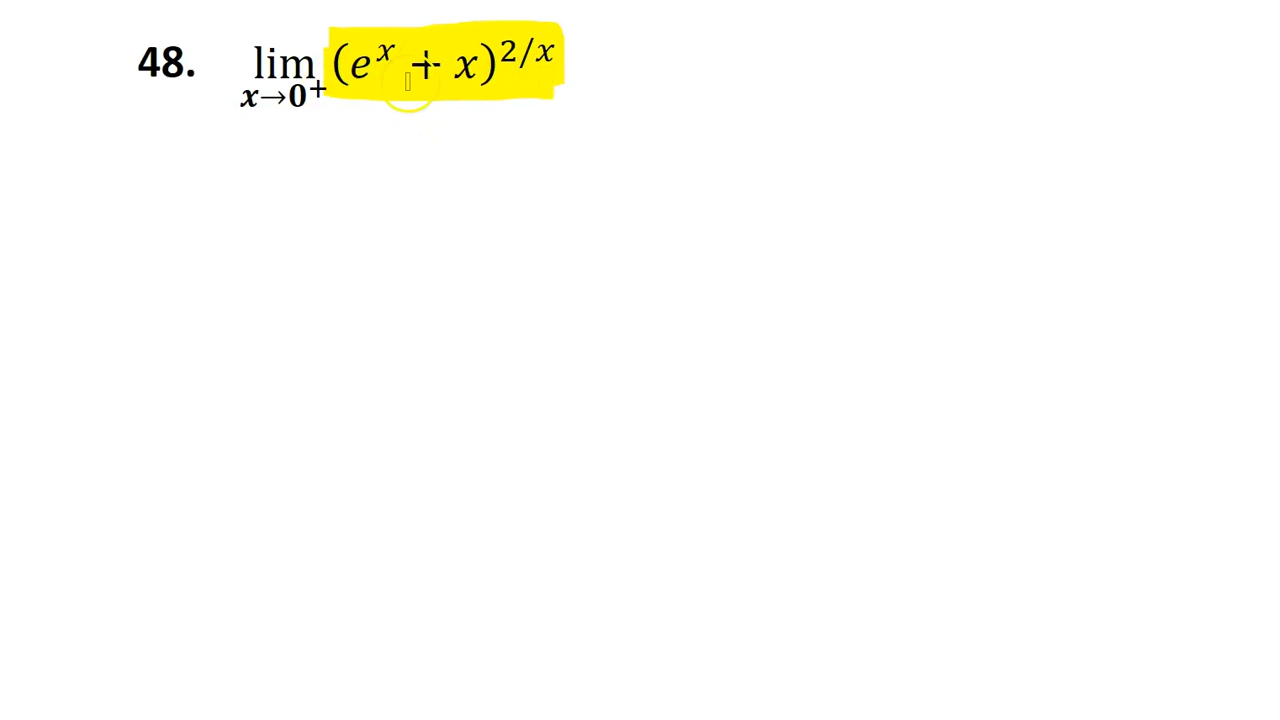 48. lim (e^x + x)^{2/x}
x→0⁺